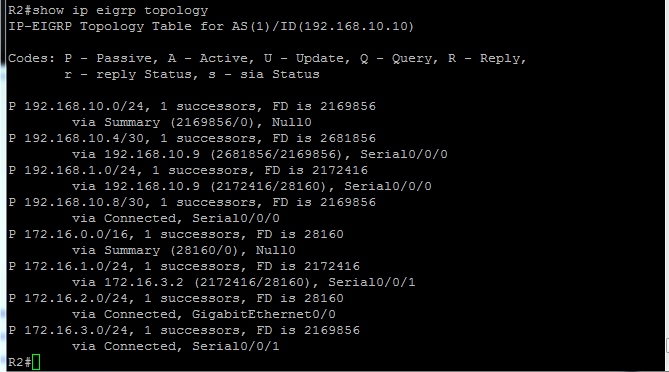 R2#show ip eigrp topology
IP-EIGRP Topology Table for AS(1)/ID(192.168.10.10)
Codes: P - Passive, A - Active, U - Update, Q - Query, R - Reply,
r - reply Status, s - sia Status
P 192.168.10.0/24, 1 successors, FD is 2169856
via Summary (2169856/0), Null0
P 192.168.10.4/30, 1 successors, FD is 2681856
via 192.168.10.9 (2681856/2169856), Serial0/0/0
P 192.168.1.0/24, 1 successors, FD is 2172416
via 192.168.10.9 (2172416/28160), Serial0/0/0
P 192.168.10.8/30, 1 successors, FD is 2169856
via Connected, Serial0/0/0
P 172.16.0.0/16, 1 successors, FD is 28160
via Summary (28160/0), Null0
P 172.16.1.0/24, 1 successors, FD is 2172416
via 172.16.3.2 (2172416/28160), Serial0/0/1
P 172.16.2.0/24, 1 successors, FD is 28160
via Connected, GigabitEthernet0/0
P 172.16.3.0/24, 1 successors, FD is 2169856
via Connected, Serial0/0/1
R2#